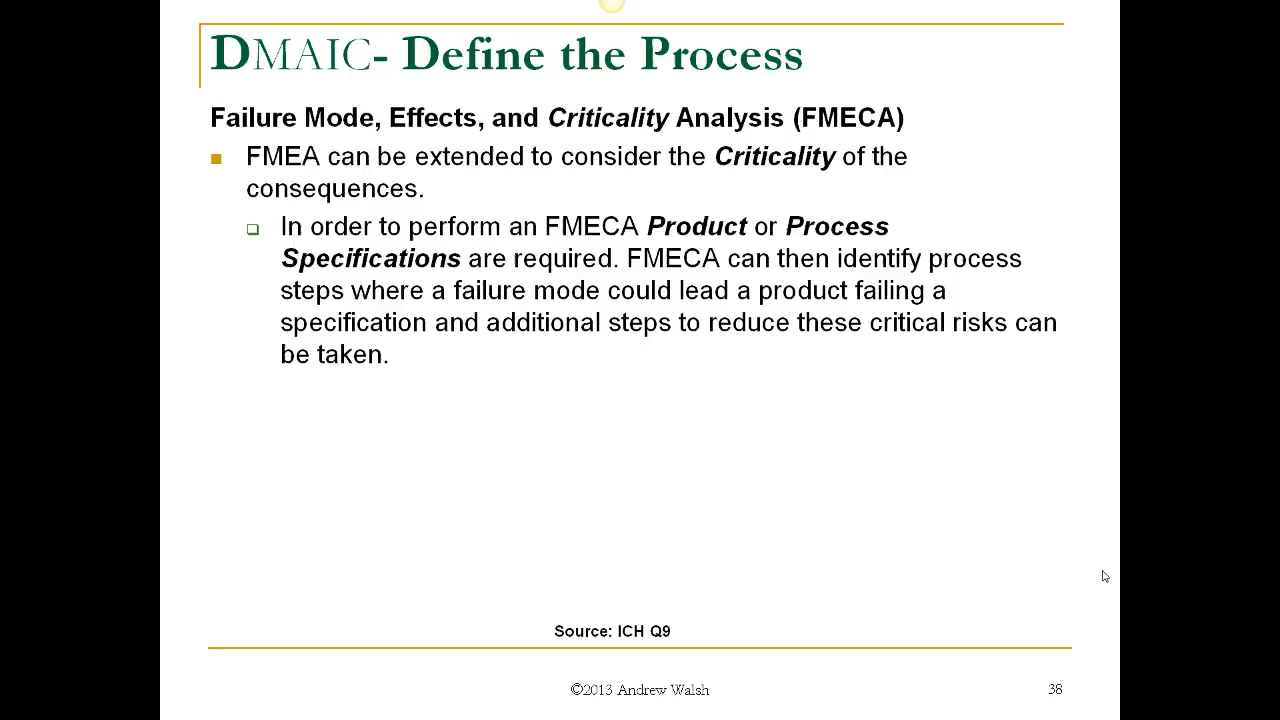 DMAIC- Define the Process
Failure Mode, Effects, and Criticality Analysis (FMECA)
FMEA can be extended to consider the Criticality of the
consequences.
In order to perform an FMECA Product or Process
Specifications are required. FMECA can then identify process
steps where a failure mode could lead a product failing a
specification and additional steps to reduce these critical risks can
be taken.
Source: ICH Q9
©2013 Andrew Walsh
38